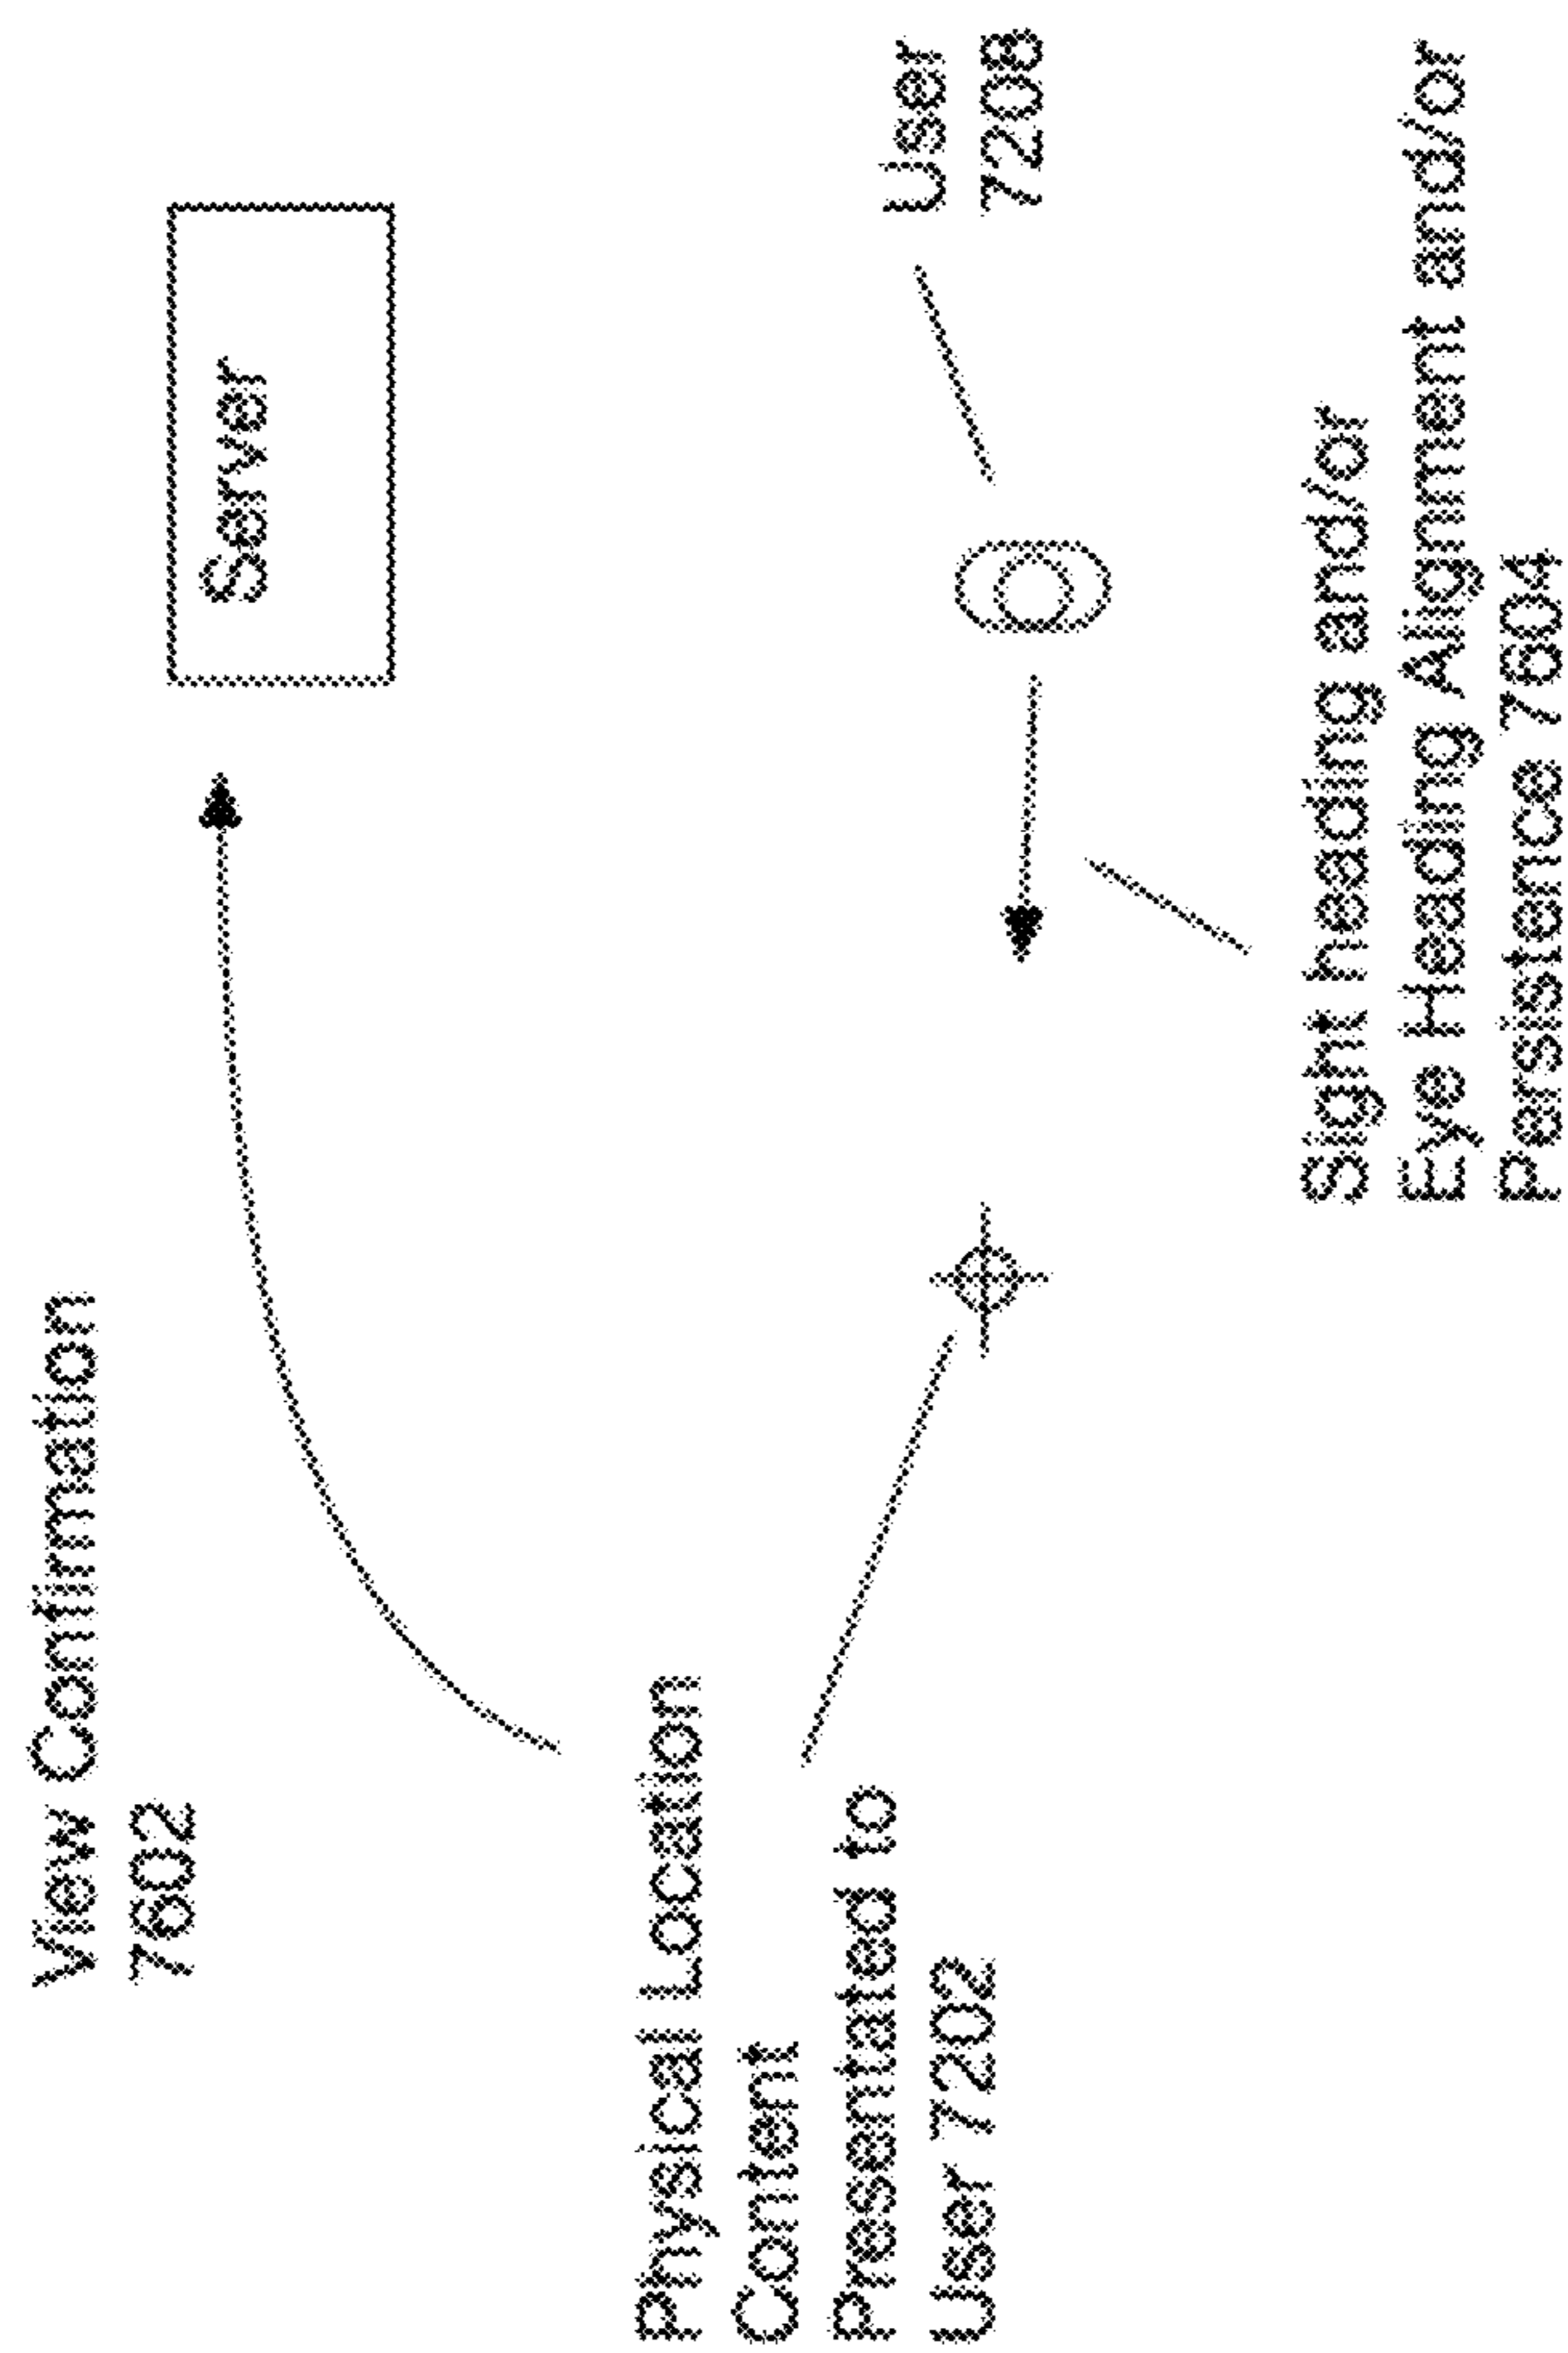 View Confirmation
7602
Server
Physical Location
Content
Presentated to
User 7202
User
7208
Sight heading and/or
Eye Heading Alignment and/or
Persistence 7604